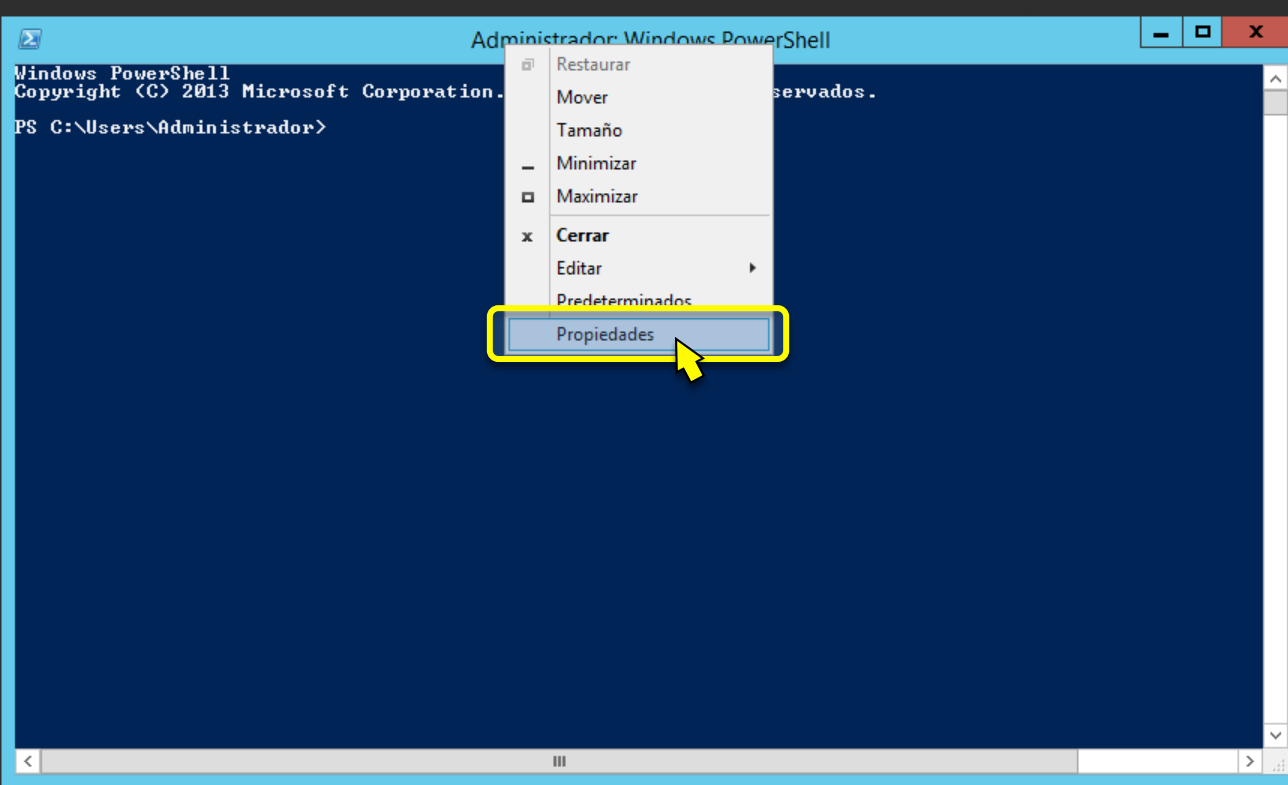 Administrador: Windows PowerShell
Windows PowerShell
Copyright (C) 2013 Microsoft Corporation. servados.
PS C:\Users\Administrador>
Restaurar
Mover
Tamaño
Minimizar
Maximizar
Cerrar
Editar
Predeterminados
Propiedades